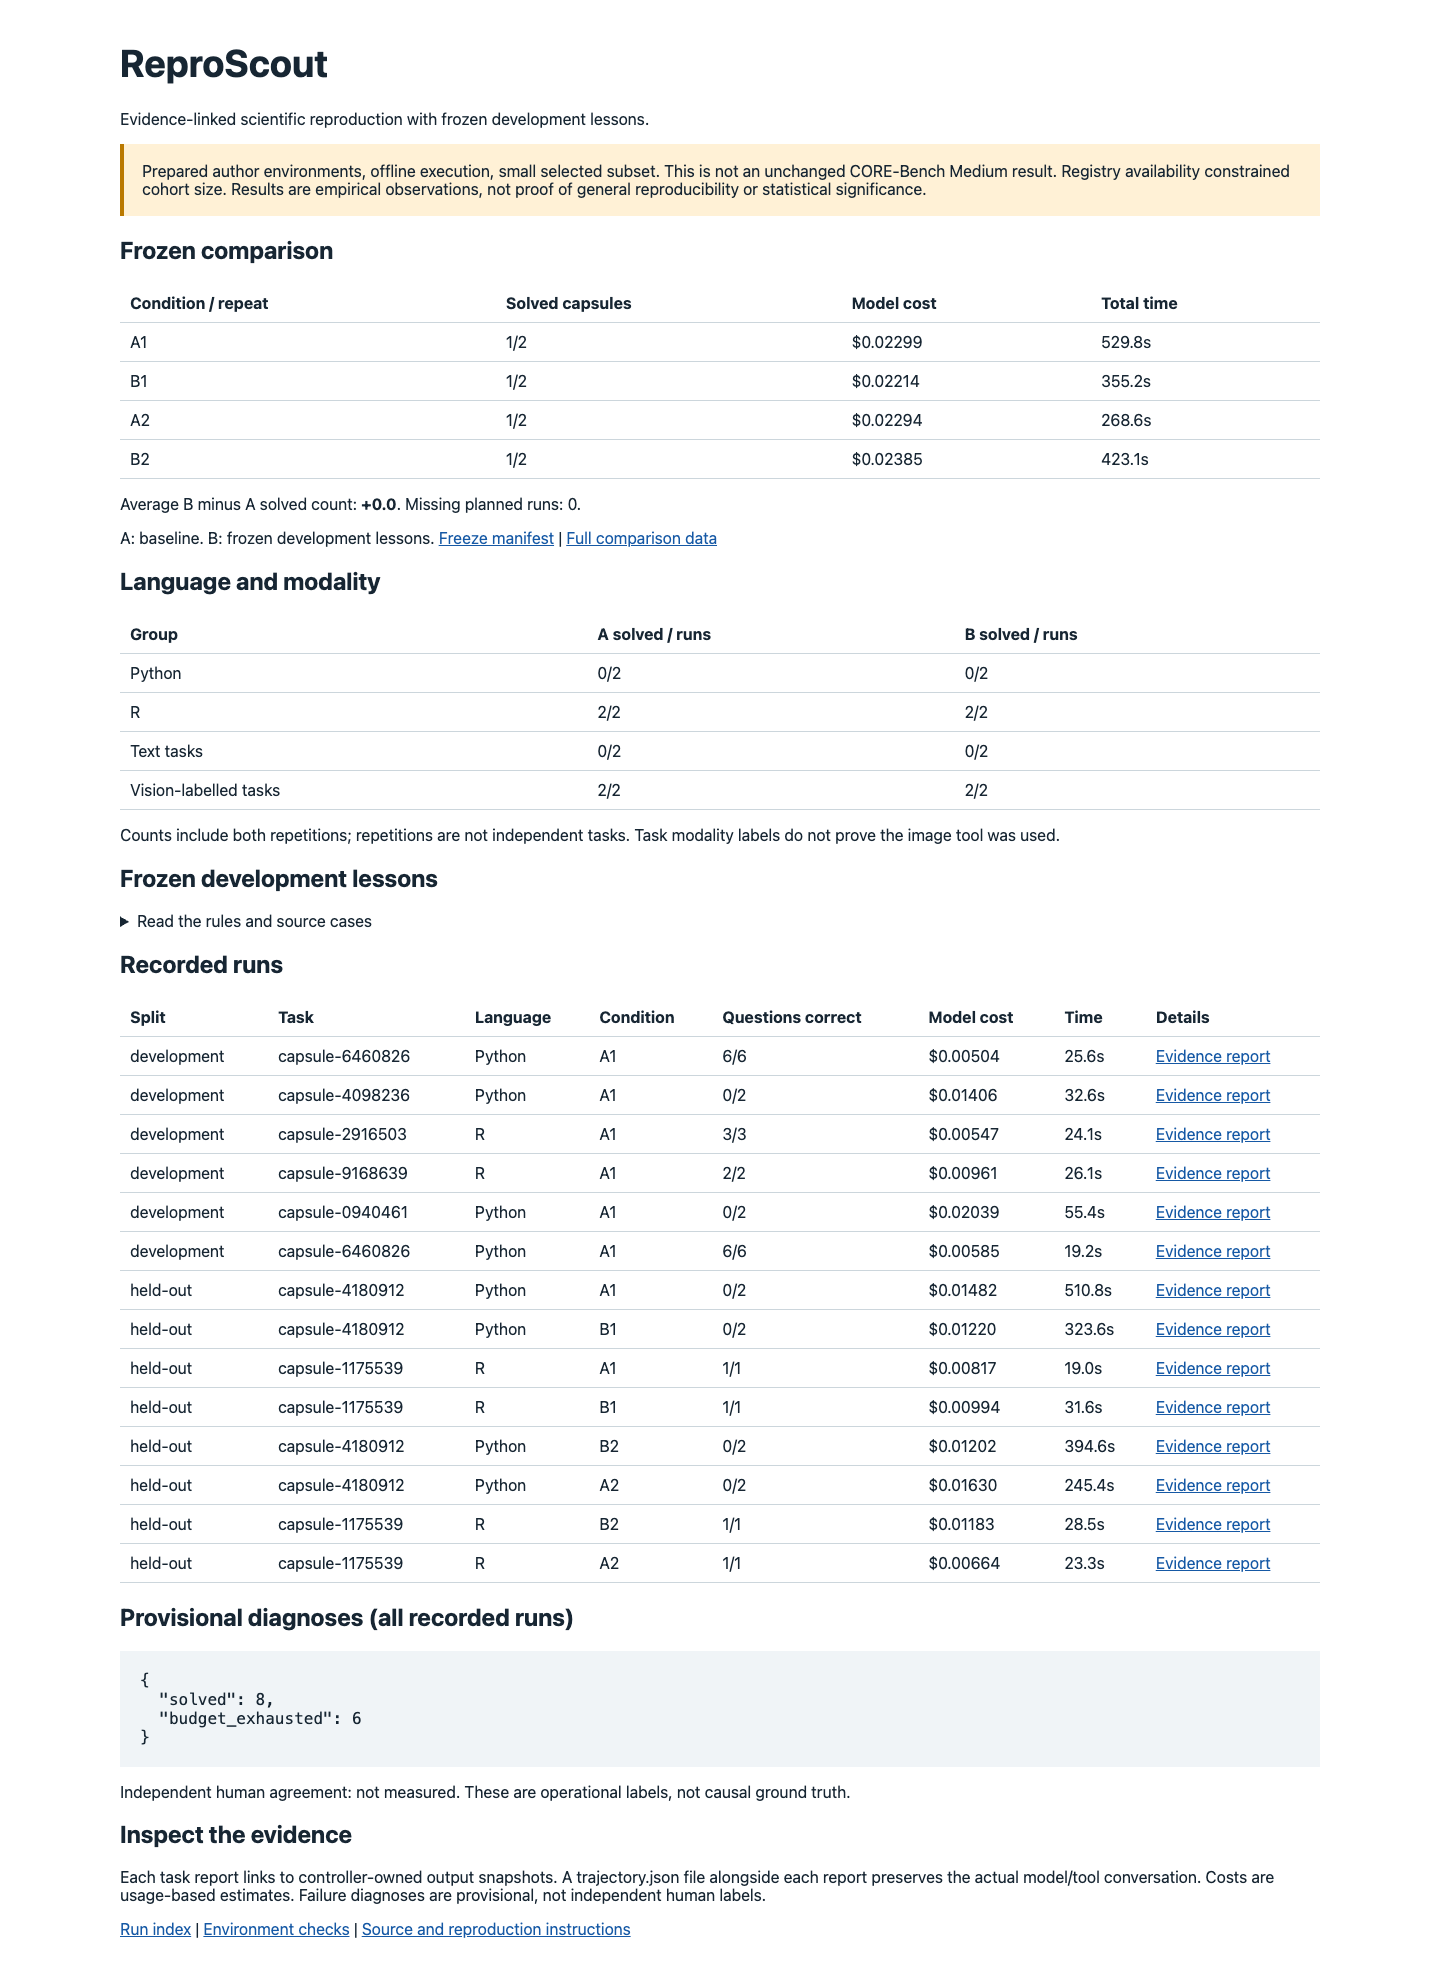 ReproScout
Evidence-linked scientific reproduction with frozen development lessons.
Prepared author environments, offline execution, small selected subset. This is not an unchanged CORE-Bench Medium result. Registry availability constrained
cohort size. Results are empirical observations, not proof of general reproducibility or statistical significance.
Frozen comparison
Condition / repeat Solved capsules Model cost Total time
A1 1/2 $0.02299 529.8s
B1 1/2 $0.02214 355.2s
A2 1/2 $0.02294 268.6s
B2 1/2 $0.02385 423.1s
Average B minus A solved count: +0.0. Missing planned runs: 0.
A: baseline. B: frozen development lessons. Freeze manifest | Full comparison data
Language and modality
Group A solved / runs B solved / runs
Python 0/2 0/2
R 2/2 2/2
Text tasks 0/2 0/2
Vision-labelled tasks 2/2 2/2
Counts include both repetitions; repetitions are not independent tasks. Task modality labels do not prove the image tool was used.
Frozen development lessons
Read the rules and source cases
Recorded runs
Split Task Language Condition Questions correct Model cost Time Details
development capsule-6460826 Python A1 6/6 $0.00504 25.6s Evidence report
development capsule-4098236 Python A1 0/2 $0.01406 32.6s Evidence report
development capsule-2916503 R A1 3/3 $0.00547 24.1s Evidence report
development capsule-9168639 R A1 2/2 $0.00961 26.1s Evidence report
development capsule-0940461 Python A1 0/2 $0.02039 55.4s Evidence report
development capsule-6460826 Python A1 6/6 $0.00585 19.2s Evidence report
held-out capsule-4180912 Python A1 0/2 $0.01482 510.8s Evidence report
held-out capsule-4180912 Python B1 0/2 $0.01220 323.6s Evidence report
held-out capsule-1175539 R A1 1/1 $0.00817 19.0s Evidence report
held-out capsule-1175539 R B1 1/1 $0.00994 31.6s Evidence report
held-out capsule-4180912 Python B2 0/2 $0.01202 394.6s Evidence report
held-out capsule-4180912 Python A2 0/2 $0.01630 245.4s Evidence report
held-out capsule-1175539 R B2 1/1 $0.01183 28.5s Evidence report
held-out capsule-1175539 R A2 1/1 $0.00664 23.3s Evidence report
Provisional diagnoses (all recorded runs)
{
"solved": 8,
"budget_exhausted": 6
}
Independent human agreement: not measured. These are operational labels, not causal ground truth.
Inspect the evidence
Each task report links to controller-owned output snapshots. A trajectory.json file alongside each report preserves the actual model/tool conversation. Costs are
usage-based estimates. Failure diagnoses are provisional, not independent human labels.
Run index | Environment checks | Source and reproduction instructions